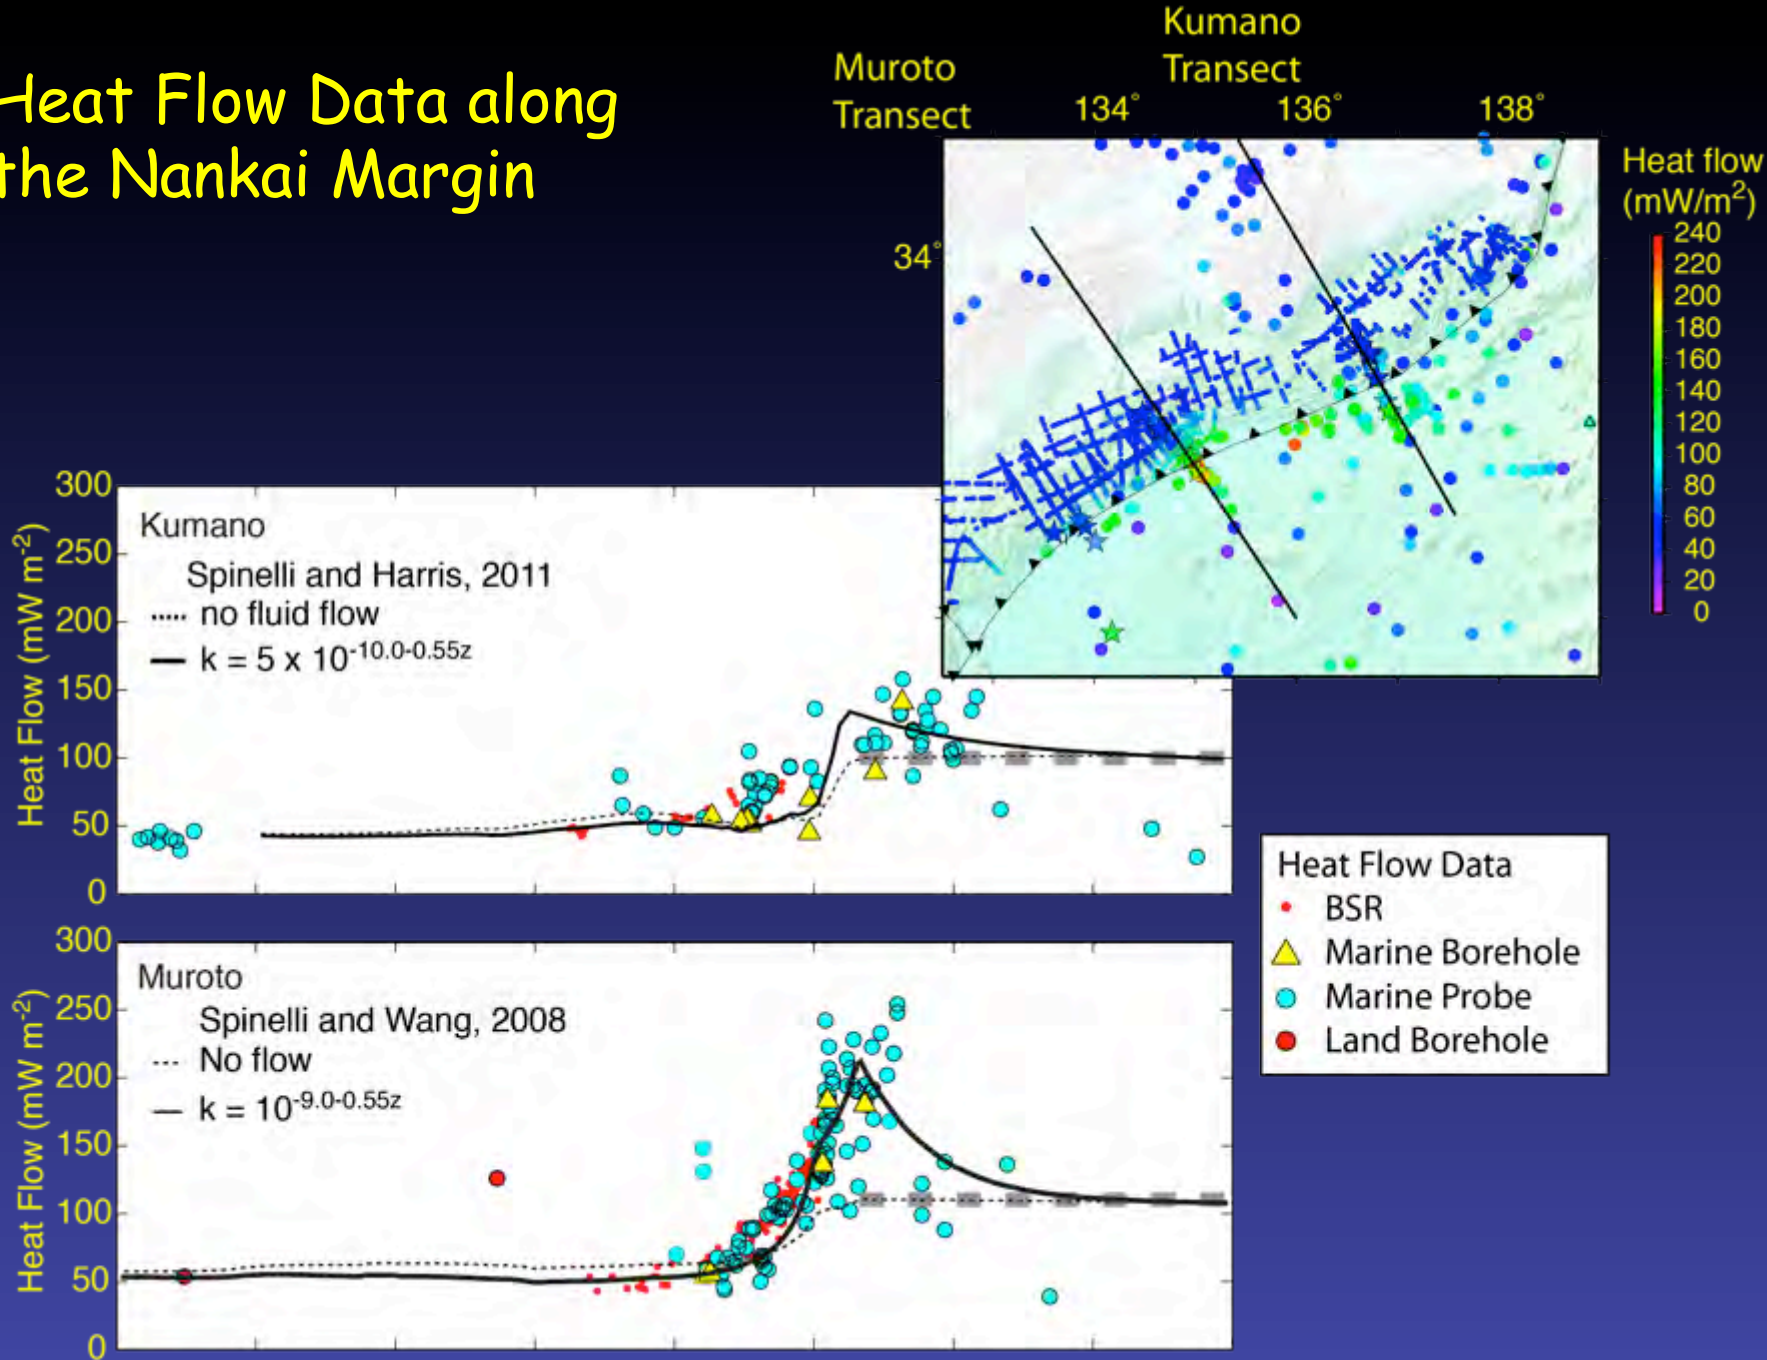 Heat Flow Data along
the Nankai Margin
Muroto
Transect
Kumano
Transect
134° 136° 138°
34°
Heat flow
(mW/m²)
240
220
200
180
160
140
120
100
80
60
40
20
0
Heat Flow (mW m⁻²)
300
250
200
150
100
50
0
Kumano
Spinelli and Harris, 2011
no fluid flow
k = 5 x 10^-10.0-0.55z
Heat Flow Data
BSR
Marine Borehole
Marine Probe
Land Borehole
Heat Flow (mW m⁻²)
300
250
200
150
100
50
0
Muroto
Spinelli and Wang, 2008
No flow
k = 10^-9.0-0.55z